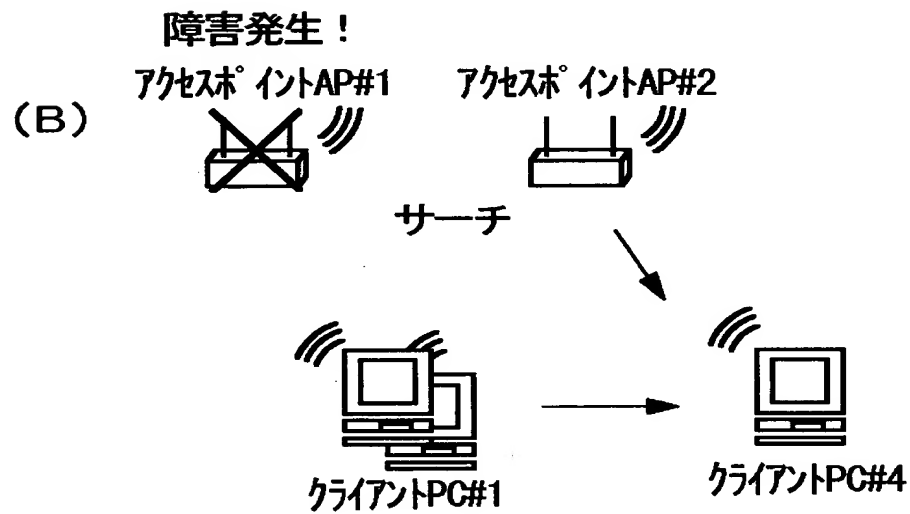 障害発生!
アクセスポイントAP#1
アクセスポイントAP#2
(B)
サーチ
クライアントPC#1
クライアントPC#4